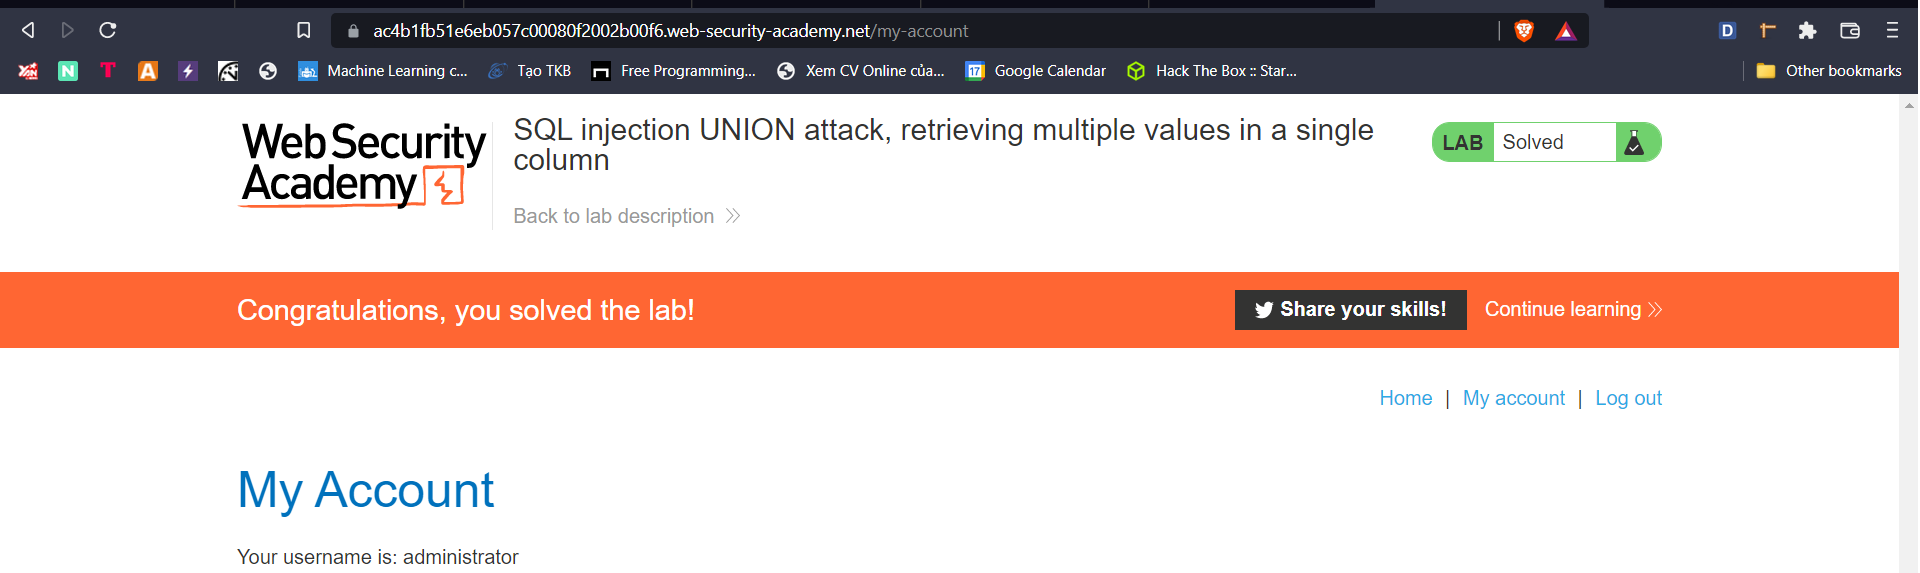 ac4b1fb51e6eb057c00080f2002b00f6.web-security-academy.net/my-account
Machine Learning c... Tạo TKB Free Programming... Xem CV Online của... 17 Google Calendar Hack The Box :: Star... Other bookmarks
Web Security
Academy
SQL injection UNION attack, retrieving multiple values in a single
column
LAB Solved
Back to lab description
Congratulations, you solved the lab!
Share your skills! Continue learning
Home | My account | Log out
My Account
Your username is: administrator